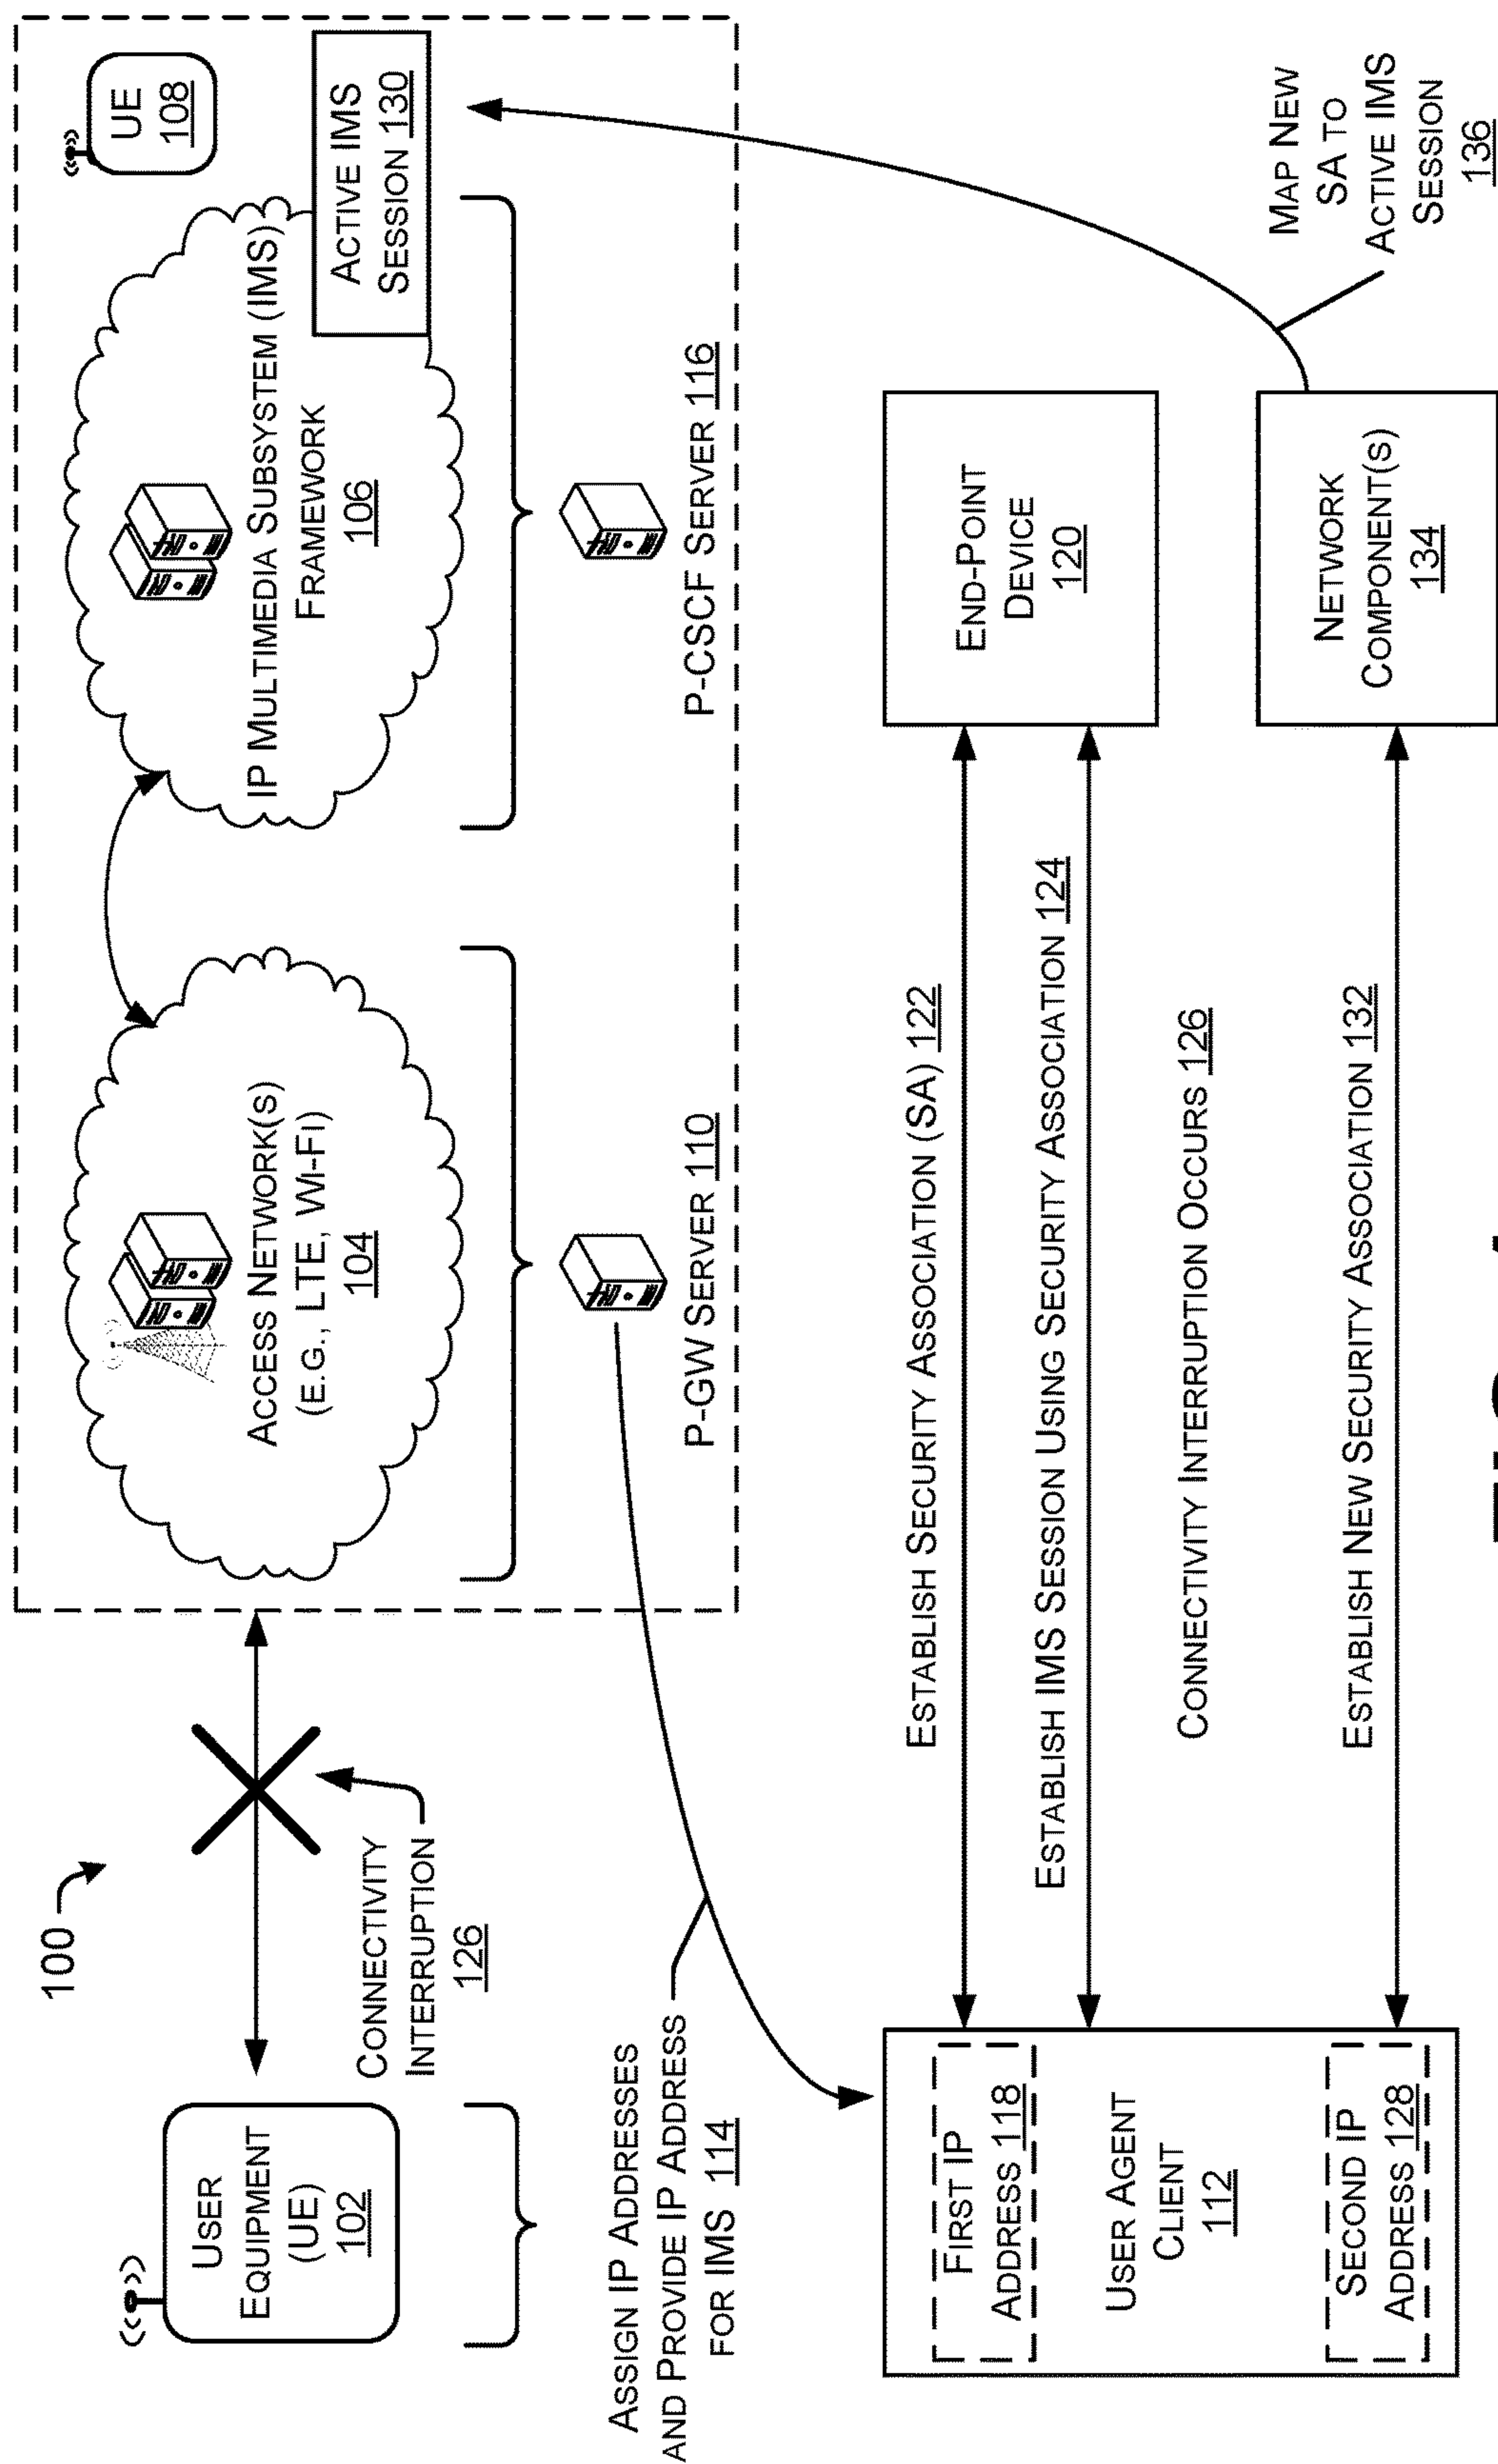 100
USER
EQUIPMENT
(UE)
102
CONNECTIVITY
INTERRUPTION
126
ACCESS NETWORK(S)
(E.G., LTE, WI-FI)
104
IP MULTIMEDIA SUBSYSTEM (IMS)
FRAMEWORK
106
UE
108
ACTIVE IMS
SESSION 130
P-GW SERVER 110
P-CSCF SERVER 116
ASSIGN IP ADDRESSES
AND PROVIDE IP ADDRESS
FOR IMS 114
FIRST IP
ADDRESS 118
USER AGENT
CLIENT
112
SECOND IP
ADDRESS 128
ESTABLISH SECURITY ASSOCIATION (SA) 122
ESTABLISH IMS SESSION USING SECURITY ASSOCIATION 124
CONNECTIVITY INTERRUPTION OCCURS 126
ESTABLISH NEW SECURITY ASSOCIATION 132
END-POINT
DEVICE
120
NETWORK
COMPONENT(S)
134
MAP NEW
SA TO
ACTIVE IMS
SESSION
136